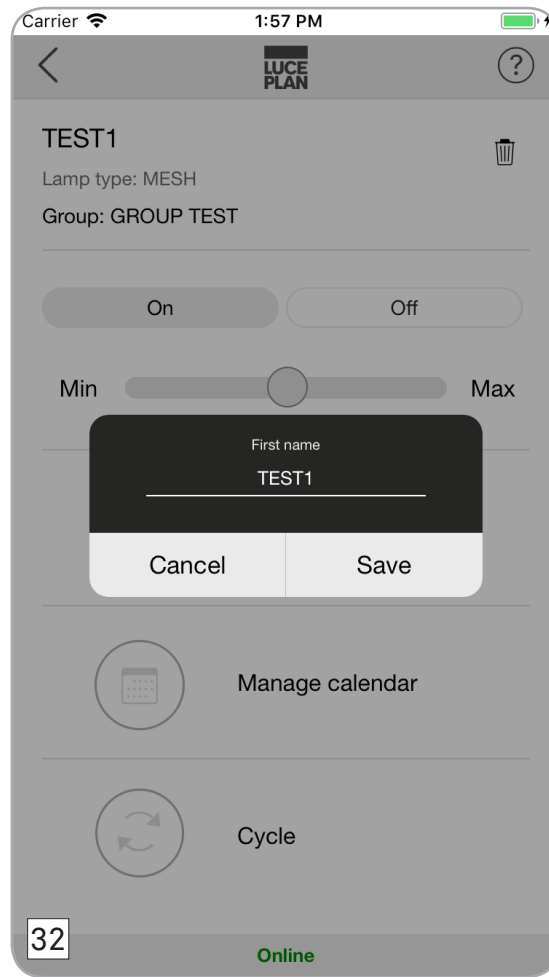 Carrier 1:57 PM
LUCE
PLAN
?
TEST1
Lamp type: MESH
Group: GROUP TEST
On Off
Min Max
First name
TEST1
Cancel Save
Manage calendar
Cycle
32
Online